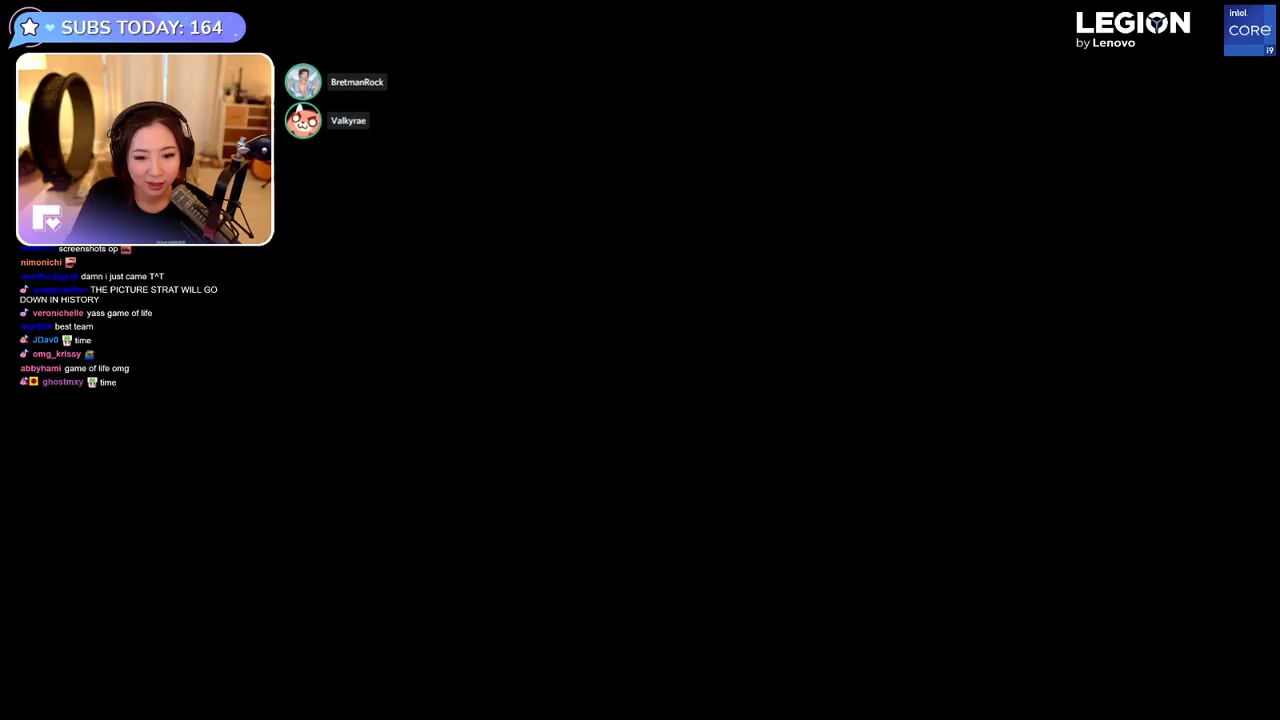 SUBS TODAY: 164
LEGION
by Lenovo
intel
CORE
i9
BretmanRock
Valkyrae
screenshots op
nimonichi
damn i just came T^T
THE PICTURE STRAT WILL GO
DOWN IN HISTORY
veronichelle yass game of life
best team
JDav0 time
omg_krissy
abbyhami game of life omg
ghostmxy time